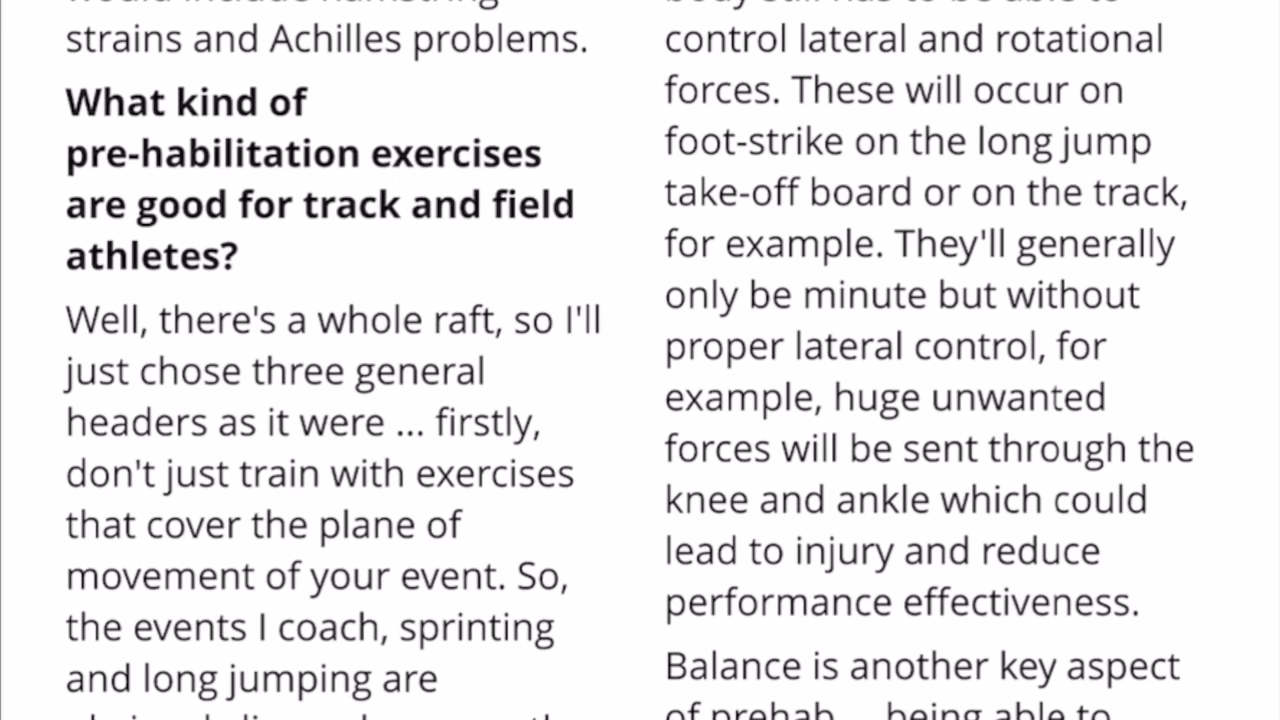 strains and Achilles problems.
What kind of
pre-habilitation exercises
are good for track and field
athletes?
Well, there's a whole raft, so I'll
just chose three general
headers as it were ... firstly,
don't just train with exercises
that cover the plane of
movement of your event. So,
the events I coach, sprinting
and long jumping are
control lateral and rotational
forces. These will occur on
foot-strike on the long jump
take-off board or on the track,
for example. They'll generally
only be minute but without
proper lateral control, for
example, huge unwanted
forces will be sent through the
knee and ankle which could
lead to injury and reduce
performance effectiveness.
Balance is another key aspect
of prehab ... being able to